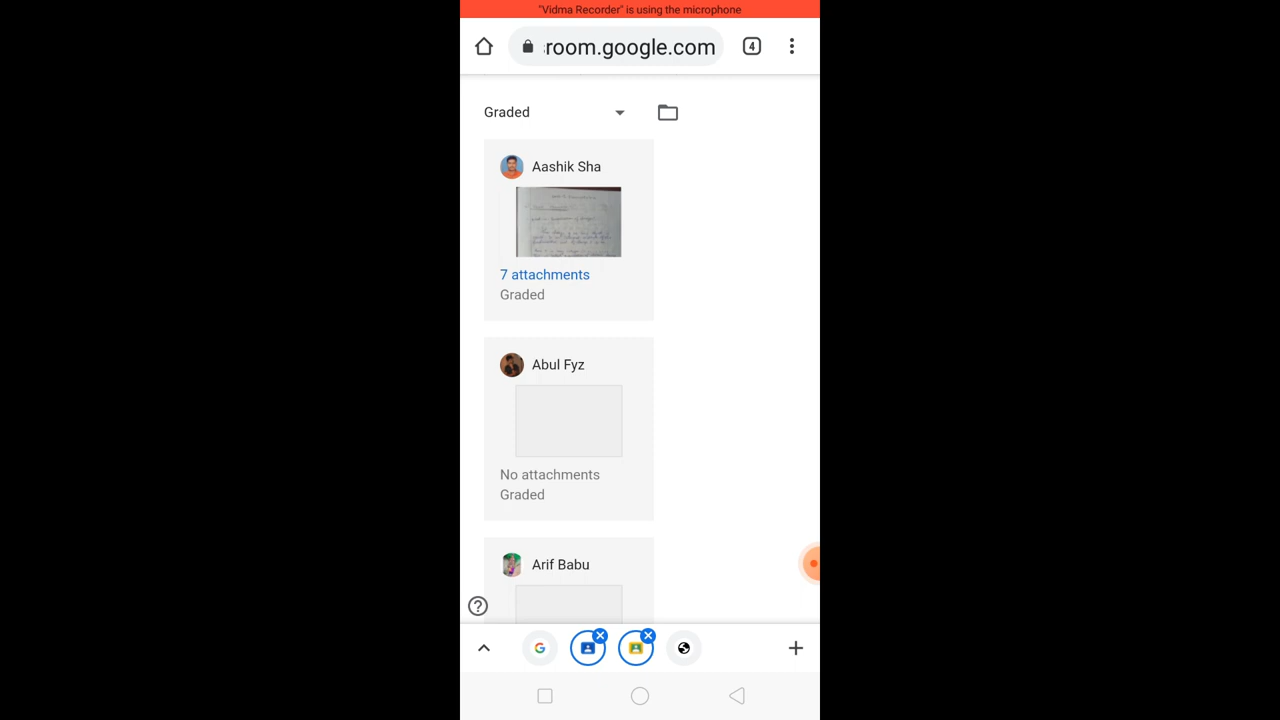 "Vidma Recorder" is using the microphone
room.google.com
4
Graded
Aashik Sha
7 attachments
Graded
Abul Fyz
No attachments
Graded
Arif Babu